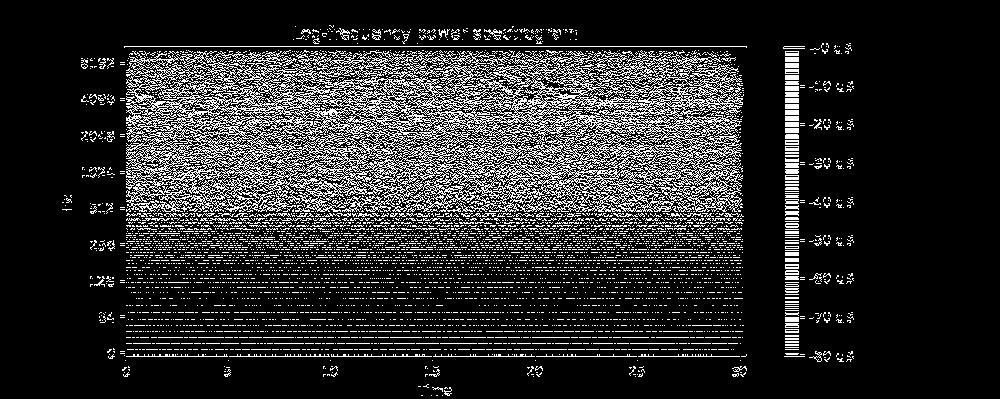 Log-frequency power spectrogram
8192
4096
2048
1024
512
256
128
64
0
Hz
0 5 10 15 20 25 30
Time
+0 dB
-10 dB
-20 dB
-30 dB
-40 dB
-50 dB
-60 dB
-70 dB
-80 dB